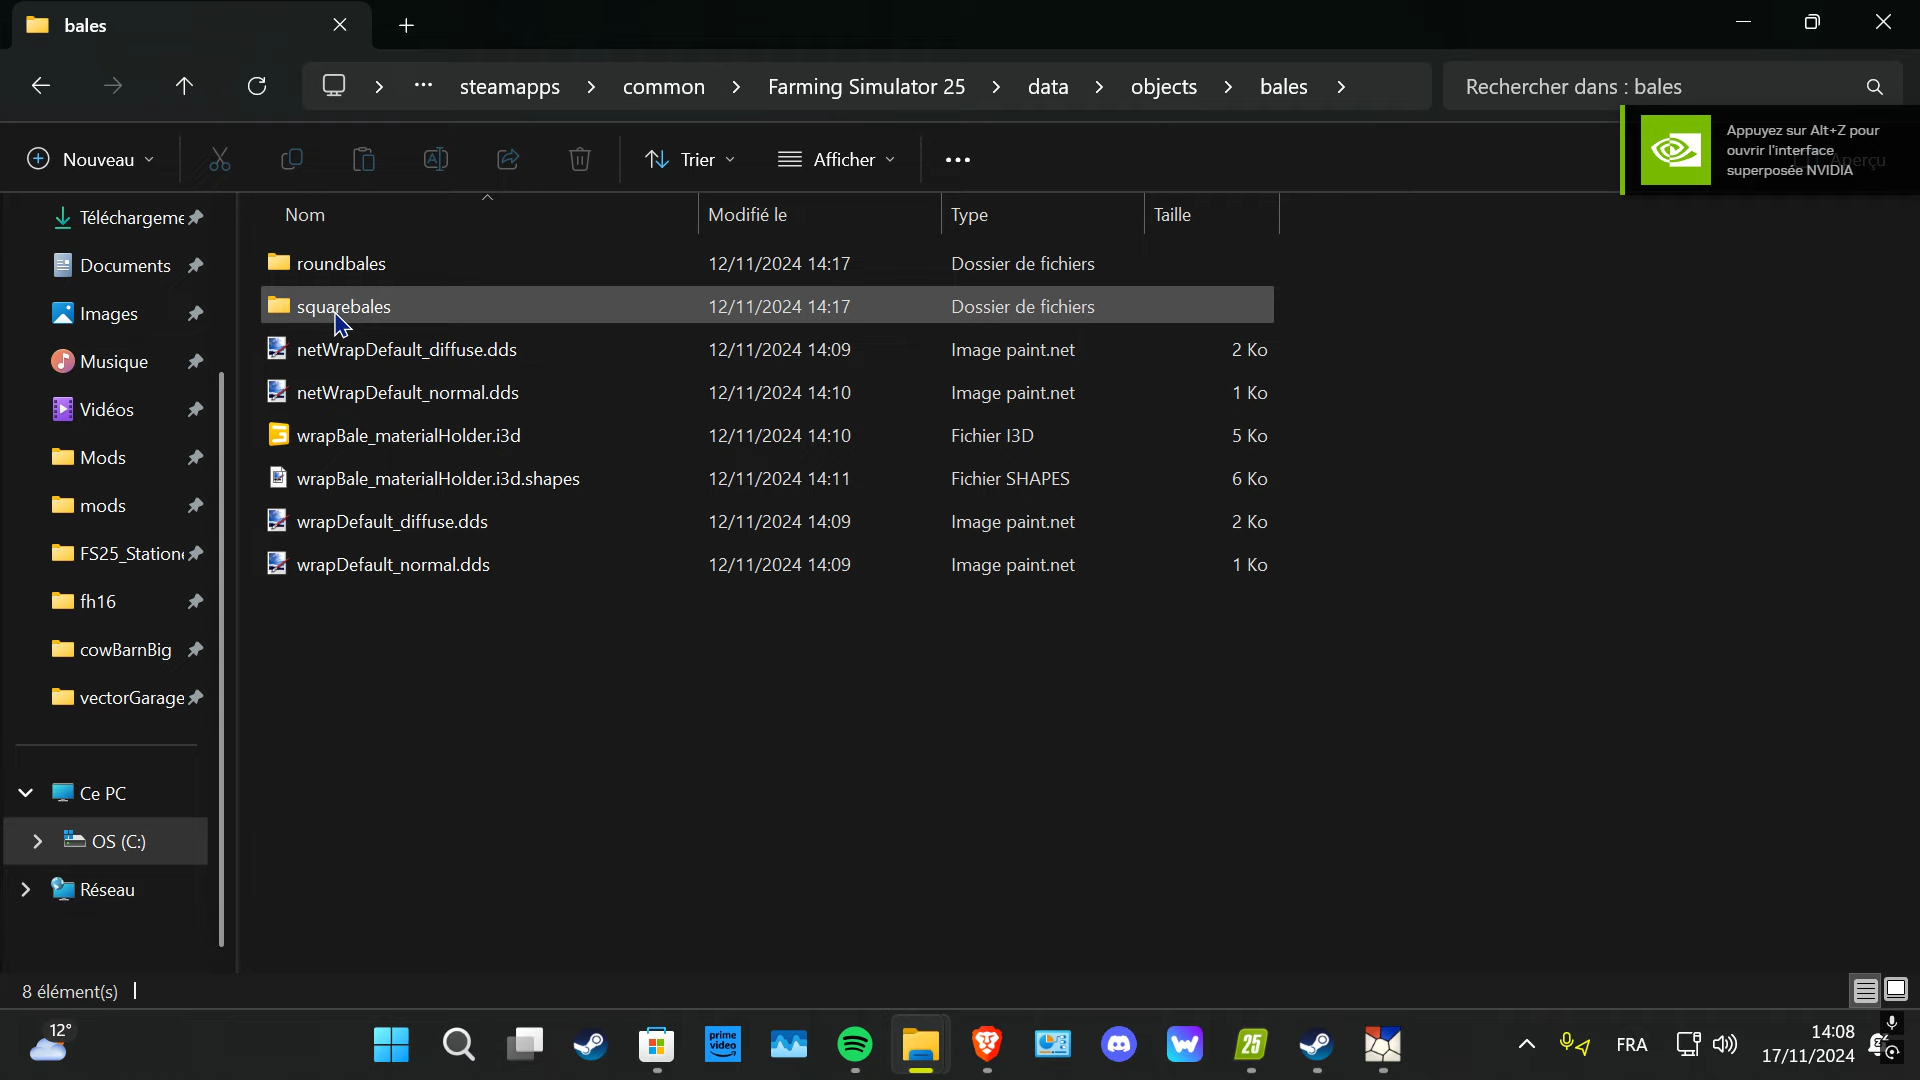 bales
steamapps
common
Farming Simulator 25
data
objects
bales
Rechercher dans : bales
Nouveau
Trier
Afficher
Appuyez sur Alt+Z pour
ouvrir l'interface
superposée NVIDIA
Nom
Modifié le
Type
Taille
Téléchargeme
Documents
Images
Musique
Vidéos
Mods
mods
FS25_Station
fh16
cowBarnBig
vectorGarage
Ce PC
OS (C:)
Réseau
roundbales 12/11/2024 14:17 Dossier de fichiers
squarebales 12/11/2024 14:17 Dossier de fichiers
netWrapDefault_diffuse.dds 12/11/2024 14:09 Image paint.net 2 Ko
netWrapDefault_normal.dds 12/11/2024 14:10 Image paint.net 1 Ko
wrapBale_materialHolder.i3d 12/11/2024 14:10 Fichier I3D 5 Ko
wrapBale_materialHolder.i3d.shapes 12/11/2024 14:11 Fichier SHAPES 6 Ko
wrapDefault_diffuse.dds 12/11/2024 14:09 Image paint.net 2 Ko
wrapDefault_normal.dds 12/11/2024 14:09 Image paint.net 1 Ko
8 élément(s)
12°
prime video
25
FRA
14:08
17/11/2024